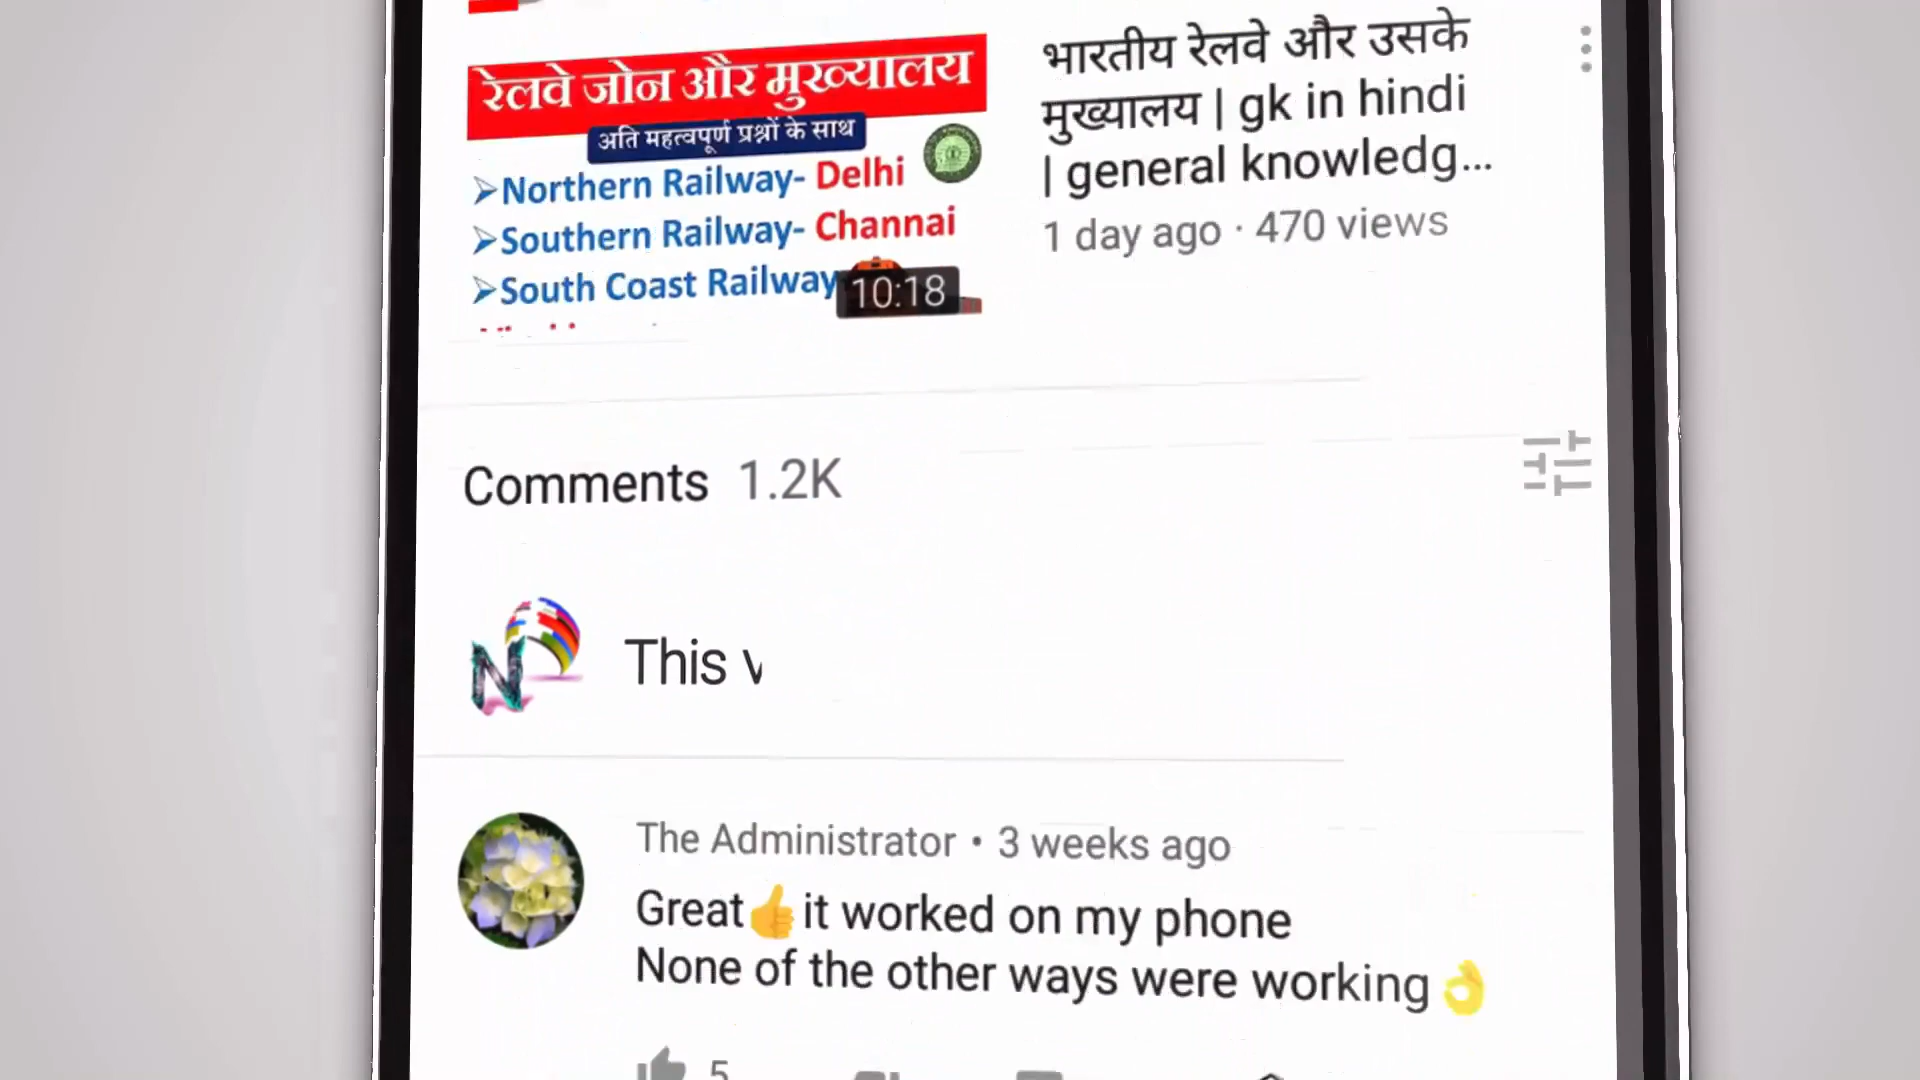 रेलवे जोन और मुख्यालय
अति महत्वपूर्ण प्रश्नों के साथ
➢Northern Railway- Delhi
➢Southern Railway- Channai
➢South Coast Railway
10:18
भारतीय रेलवे और उसके
मुख्यालय | gk in hindi
| general knowledg...
1 day ago · 470 views
Comments 1.2K
N
This v
The Administrator • 3 weeks ago
Great👍it worked on my phone
None of the other ways were working👌
5